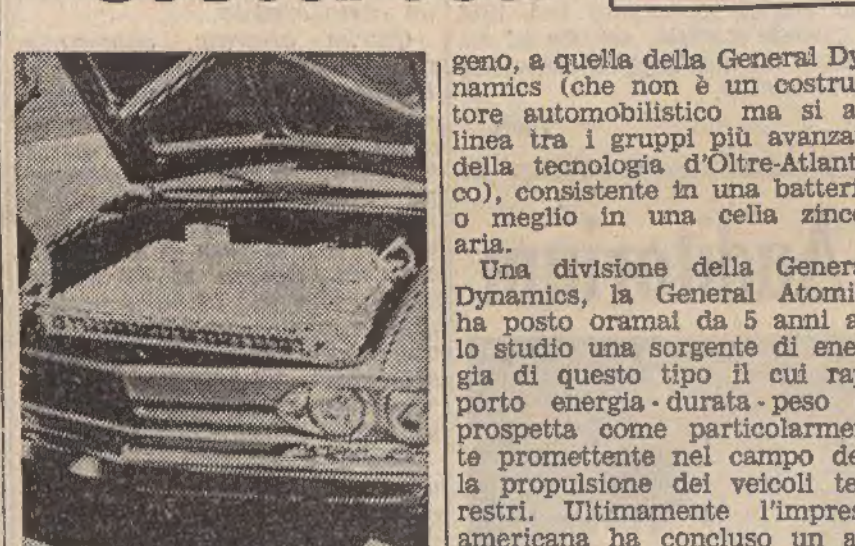 geno, a quella della General Dy
namics (che non è un costru
tore automobilistico ma si a
linea tra i gruppi più avanza
della tecnologia d'Oltre-Atlant
co), consistente in una batteri
o meglio in una cella zinc
aria.
Una division della Gener
Dynamics, la General Atomi
ha posto oramai da 5 anni a
lo studio una sorgente di ene
gia di questo tipo il cui ra
porto energia - durata - peso
prospetta come particolarme
te promettente nel campo de
la propulsione dei veicoli te
restri. Ultimamente l'impres
americana ha concluso un a